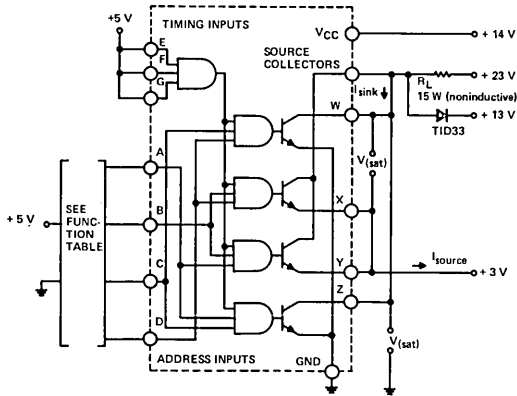 +5 V
TIMING INPUTS
E
F
G
VCC
+ 14 V
SOURCE
COLLECTORS
Isink
RL
15 W (noninductive)
+ 23 V
TID33
+ 13 V
W
V(sat)
A
X
+ 5 V
SEE
FUNC-
TION
TABLE
B
Y
Isource
+ 3 V
C
Z
D
V(sat)
ADDRESS INPUTS
GND